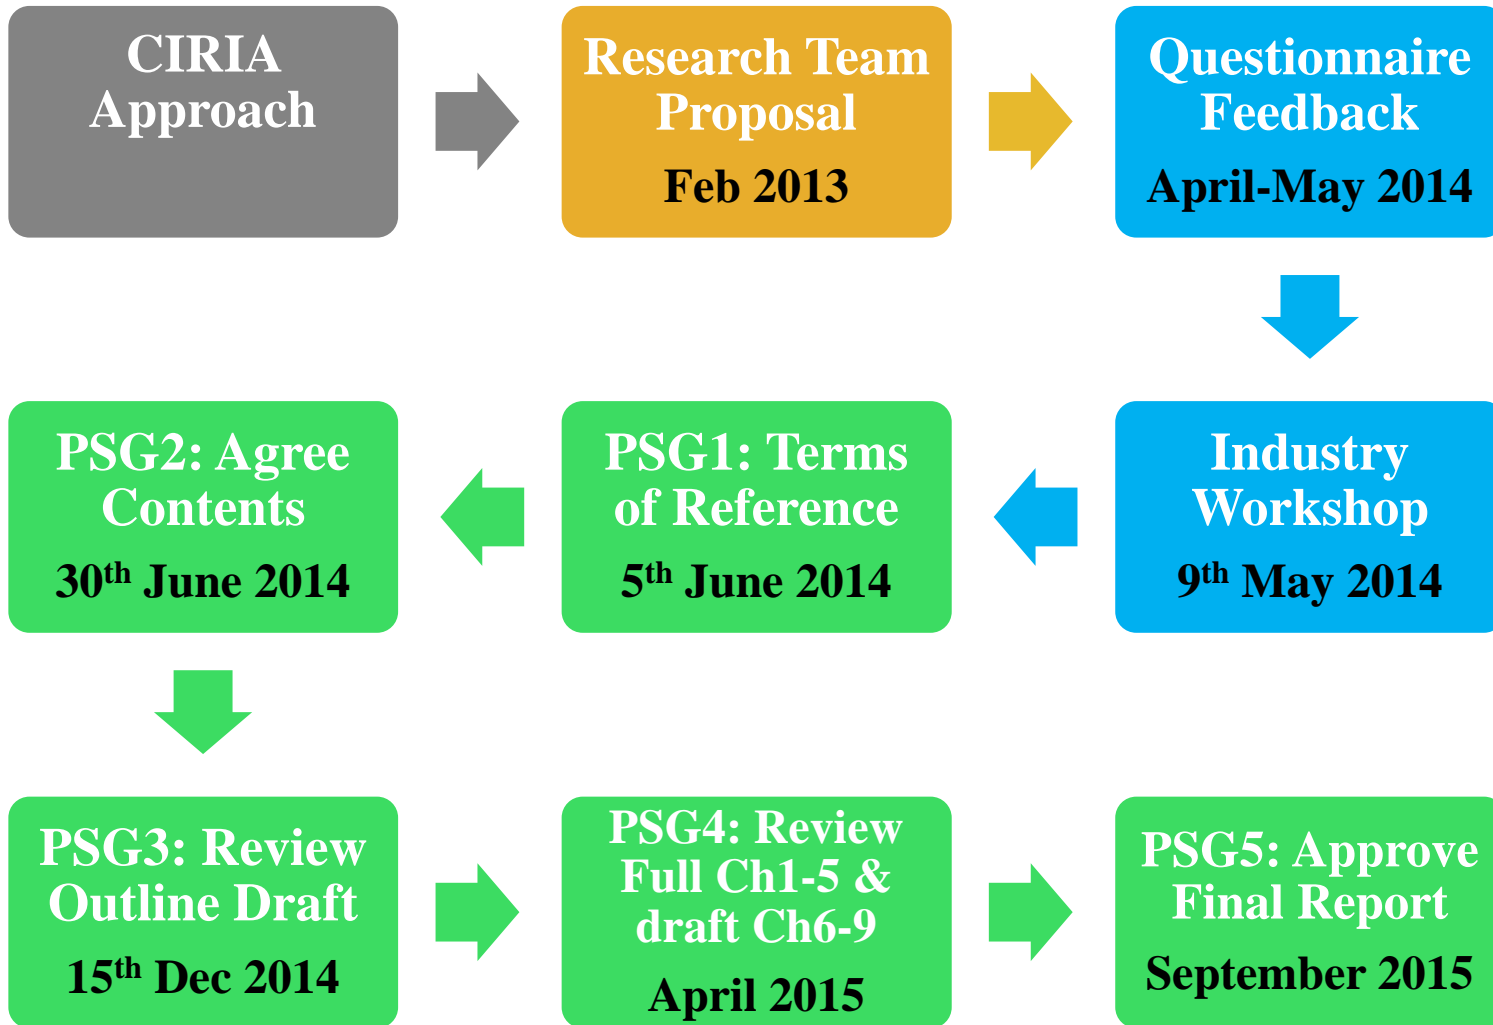 CIRIA
Approach
Research Team
Proposal
Feb 2013
Questionnaire
Feedback
April-May 2014
Industry
Workshop
9th May 2014
PSG1: Terms
of Reference
5th June 2014
PSG2: Agree
Contents
30th June 2014
PSG3: Review
Outline Draft
15th Dec 2014
PSG4: Review
Full Ch1-5 &
draft Ch6-9
April 2015
PSG5: Approve
Final Report
September 2015